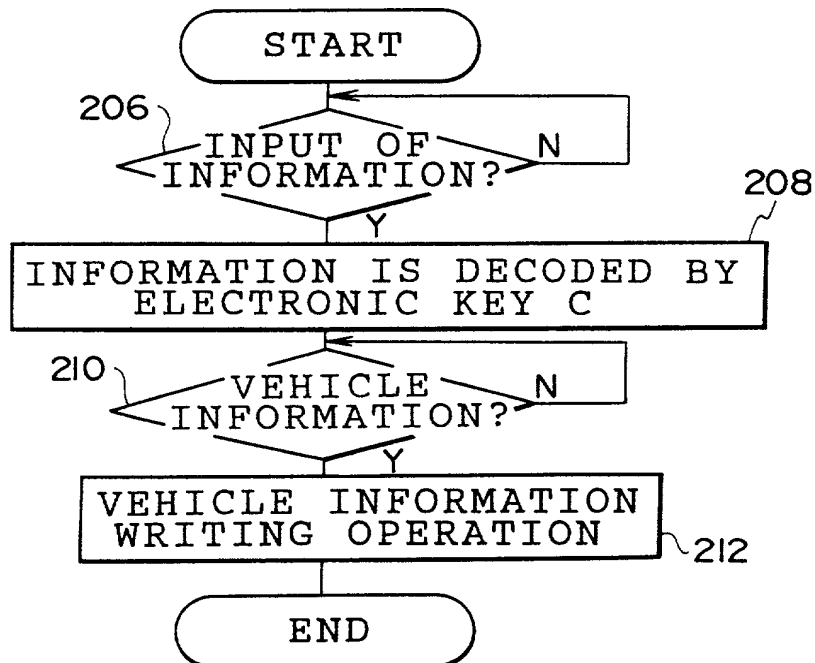 START
206
INPUT OF
INFORMATION?
N
Y
208
INFORMATION IS DECODED BY
ELECTRONIC KEY C
210
VEHICLE
INFORMATION?
N
Y
VEHICLE INFORMATION
WRITING OPERATION
212
END